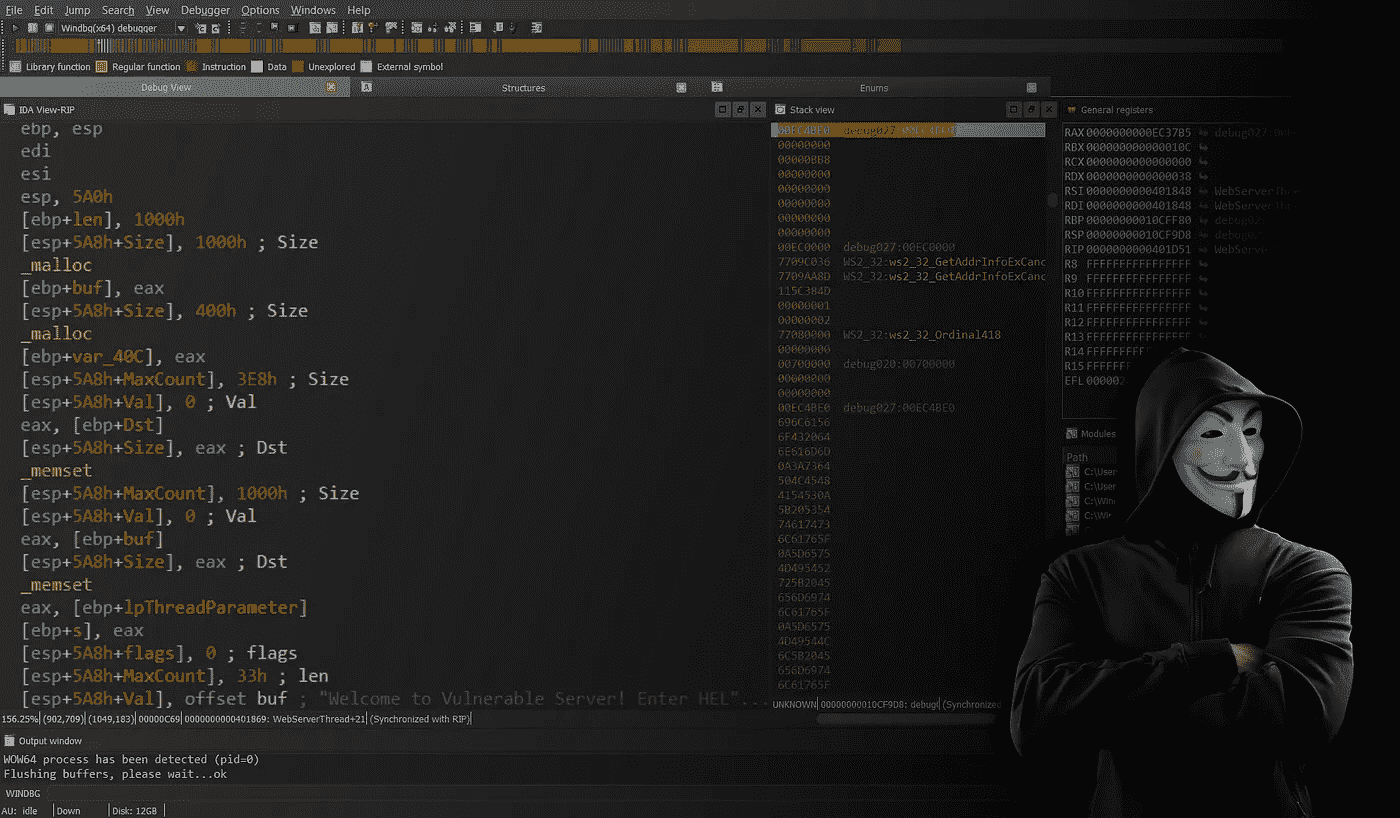 File Edit Jump Search View Debugger Options Windows Help
Windbg(x64) debugger
Library function Regular function Instruction Data Unexplored External symbol
Debug View Structures Enums
IDA View-RIP
ebp, esp
edi
esi
esp, 5A0h
[ebp+len], 1000h
[esp+5A8h+Size], 1000h ; Size
_malloc
[ebp+buf], eax
[esp+5A8h+Size], 400h ; Size
_malloc
[ebp+var_40C], eax
[esp+5A8h+MaxCount], 3E8h ; Size
[esp+5A8h+Val], 0 ; Val
eax, [ebp+Dst]
[esp+5A8h+Size], eax ; Dst
_memset
[esp+5A8h+MaxCount], 1000h ; Size
[esp+5A8h+Val], 0 ; Val
eax, [ebp+buf]
[esp+5A8h+Size], eax ; Dst
_memset
eax, [ebp+lpThreadParameter]
[ebp+s], eax
[esp+5A8h+flags], 0 ; flags
[esp+5A8h+MaxCount], 33h ; len
[esp+5A8h+Val], offset buf ; "Welcome to Vulnerable Server! Enter HEL"...
156.25% (902,709) (1049,183) 00000C69 0000000000401869: WebServerThread+21 (Synchronized with RIP)
Stack view
00EC4BE0 debug027:00EC4BE0
00000000
00000BB8
00000000
00000000
00000000
00000000
00000000
00EC0000 debug027:00EC0000
7709C036 WS2_32:ws2_32_GetAddrInfoExCanc
7709AA8D WS2_32:ws2_32_GetAddrInfoExCanc
115C384D
00000001
00000002
77080000 WS2_32:ws2_32_Ordinal418
00000000
00700000 debug020:00700000
00000000
00000000
00EC4BE0 debug027:00EC4BE0
696C6156
6F432064
6E616D6D
0A3A7364
504C4548
4154530A
5B205354
74617473
6C61765F
0A5D6575
4D495452
725B2045
656D6974
6C61765F
0A5D6575
4D49544C
6C5B2045
656D6974
6C61765F
UNKNOWN 00000000010CF9D8: debug (Synchronized
General registers
RAX 0000000000EC37B5 debug027:00E
RBX 000000000000010C
RCX 0000000000000000
RDX 0000000000000038
RSI 0000000000401848 WebServerThr
RDI 0000000000401848 WebServerThr
RBP 00000000010CFF80 debug02
RSP 00000000010CF9D8 debug0
RIP 0000000000401D51 WebServe
R8 FFFFFFFFFFFFFFFF
R9 FFFFFFFFFFFFFFFF
R10 FFFFFFFFFFFFFFFF
R11 FFFFFFFFFFFFFFFF
R12 FFFFFFFFFFFFFFFF
R13 FFFFFFFFFFFFFFFF
R14 FFFFFFFF
R15 FFFFFF
EFL 00000
Modules
Path
C:\User
C:\User
C:\Win
C:\Wir
Output window
WOW64 process has been detected (pid=0)
Flushing buffers, please wait...ok
WINDBG
AU: idle Down Disk: 12GB